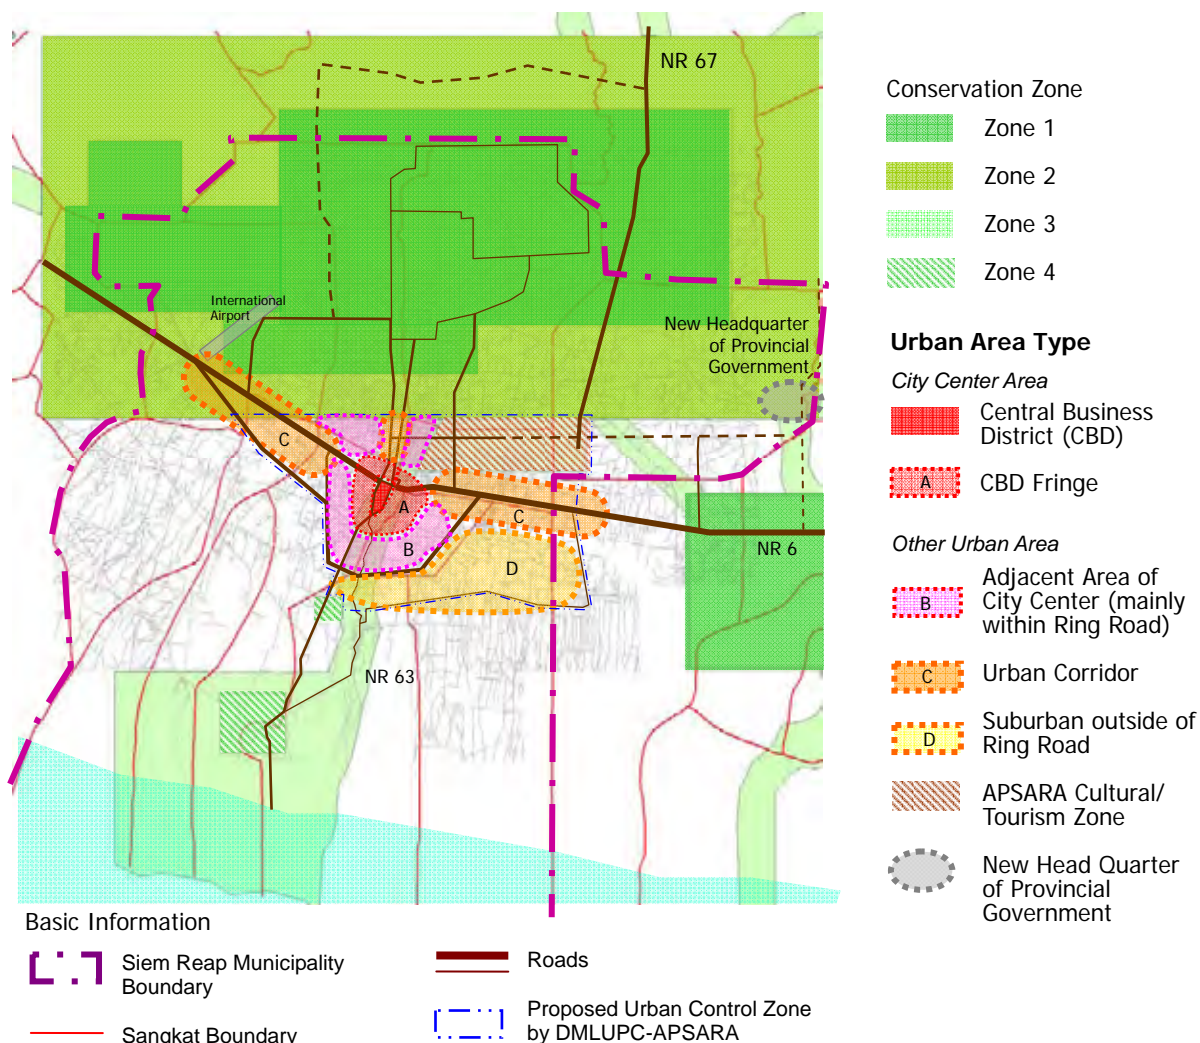 NR 67
International
Airport
New Headquarter
of Provincial
Government
C
A
C
B
D
NR 6
NR 63
Conservation Zone
Zone 1
Zone 2
Zone 3
Zone 4
Urban Area Type
City Center Area
Central Business
District (CBD)
A
CBD Fringe
Other Urban Area
B
Adjacent Area of
City Center (mainly
within Ring Road)
C
Urban Corridor
D
Suburban outside of
Ring Road
APSARA Cultural/
Tourism Zone
New Head Quarter
of Provincial
Government
Basic Information
Siem Reap Municipality
Boundary
Sangkat Boundary
Roads
Proposed Urban Control Zone
by DMLUPC-APSARA